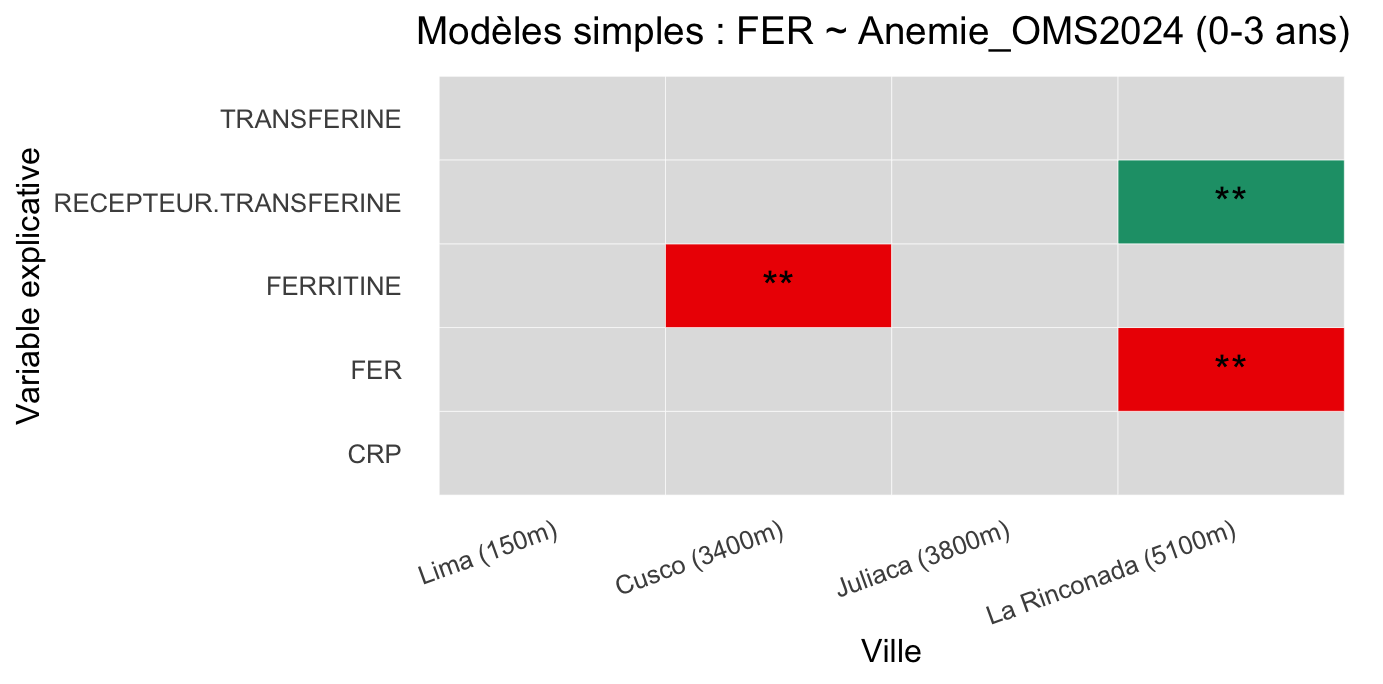 Modèles simples : FER ~ Anemie_OMS2024 (0-3 ans)
Variable explicative
TRANSFERINE
RECEPTEUR.TRANSFERINE
**
FERRITINE
**
FER
**
CRP
Lima (150m)
Cusco (3400m)
Juliaca (3800m)
La Rinconada (5100m)
Ville